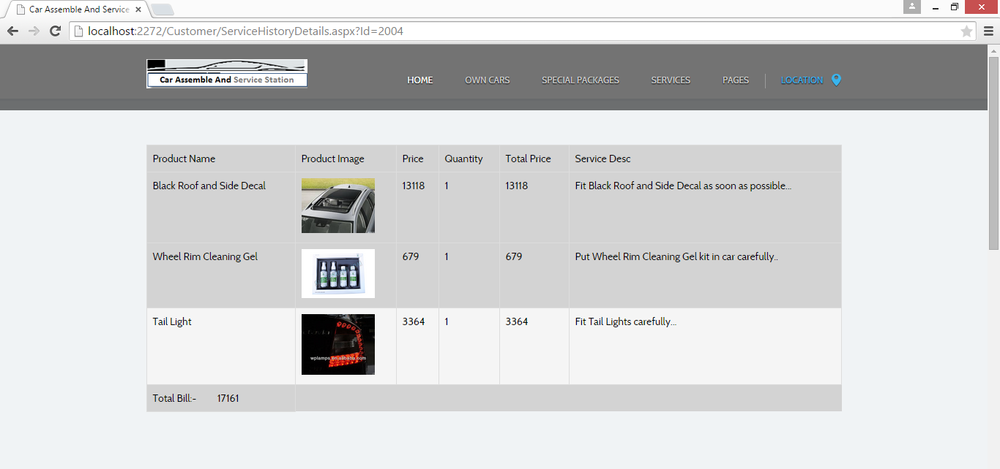 Car Assemble And Service
localhost:2272/Customer/ServiceHistoryDetails.aspx?Id=2004
Car Assemble And Service Station
HOME OWN CARS SPECIAL PACKAGES SERVICES PAGES LOCATION
Product Name Product Image Price Quantity Total Price Service Desc
Black Roof and Side Decal 13118 1 13118 Fit Black Roof and Side Decal as soon as possible...
Wheel Rim Cleaning Gel 679 1 679 Put Wheel Rim Cleaning Gel kit in car carefully..
Tail Light 3364 1 3364 Fit Tail Lights carefully...
Total Bill:- 17161